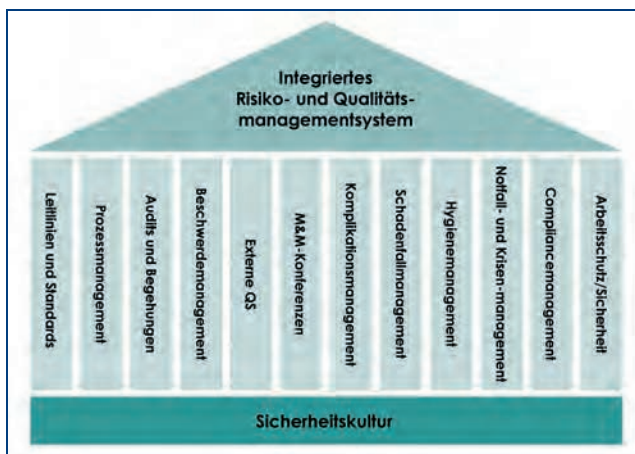 Integriertes
Risiko- und Qualitäts-
managementsystem
Leitlinien und Standards
Prozessmanagement
Audits und Begehungen
Beschwerdemanagement
Externe QS
M&M-Konferenzen
Komplikationsmanagement
Schadenfallmanagement
Hygienemanagement
Notfall- und Krisen-management
Compliancemanagement
Arbeitsschutz/Sicherheit
Sicherheitskultur